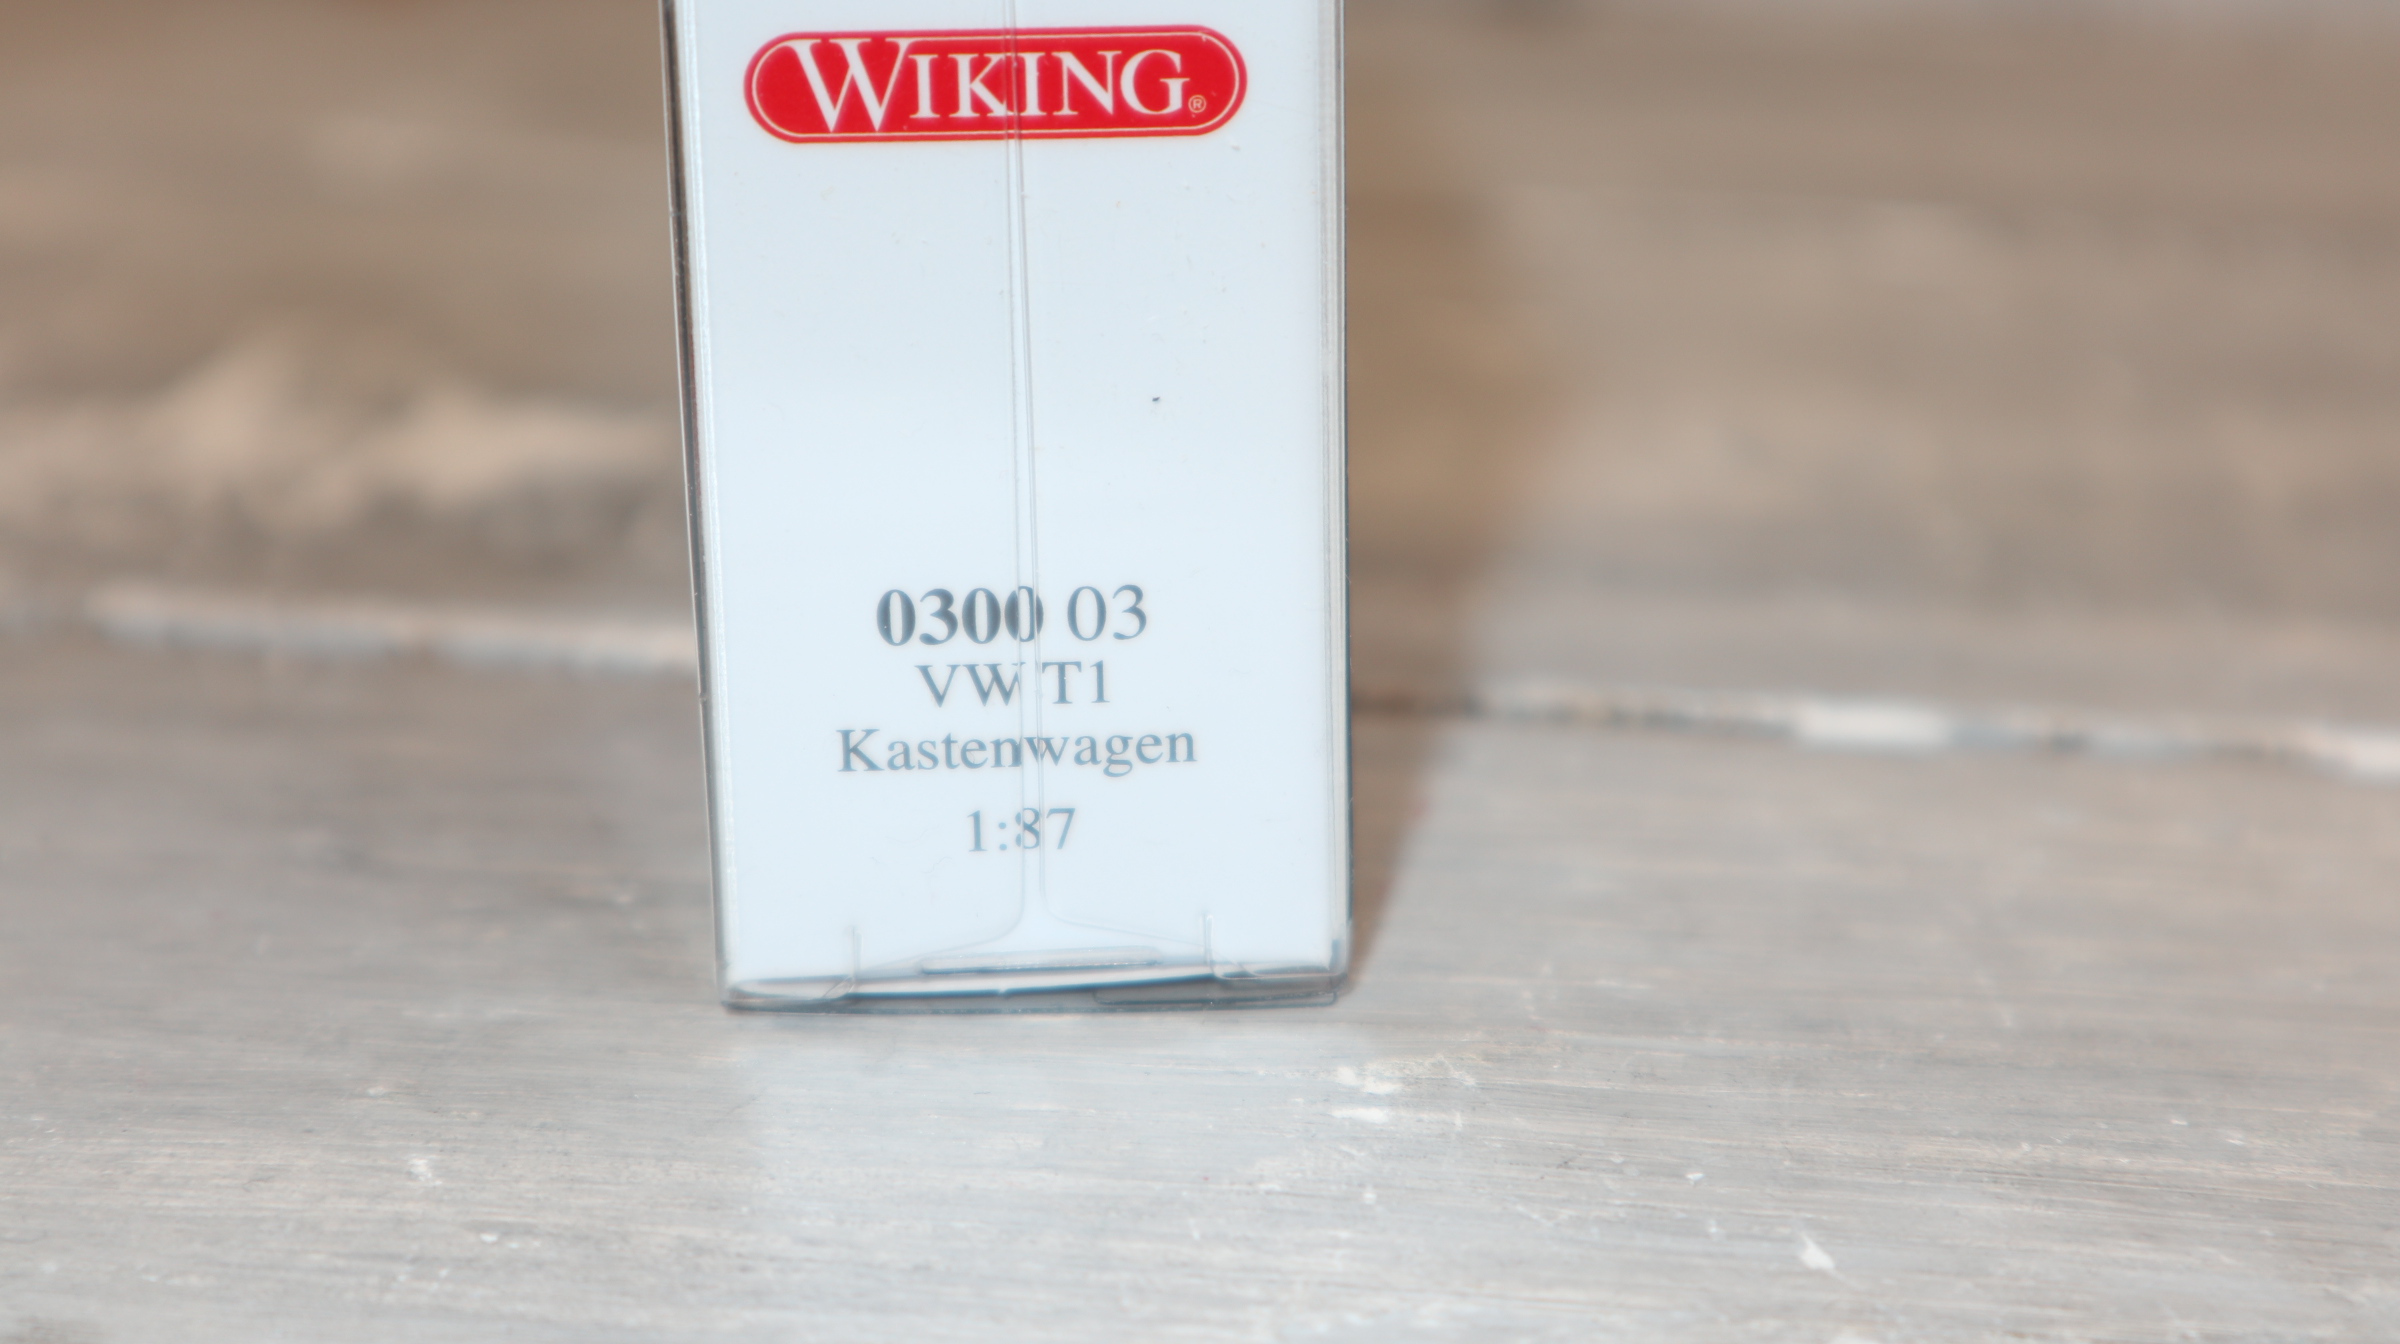 WIKING®
0300 03
VW T1
Kastenwagen
1:87